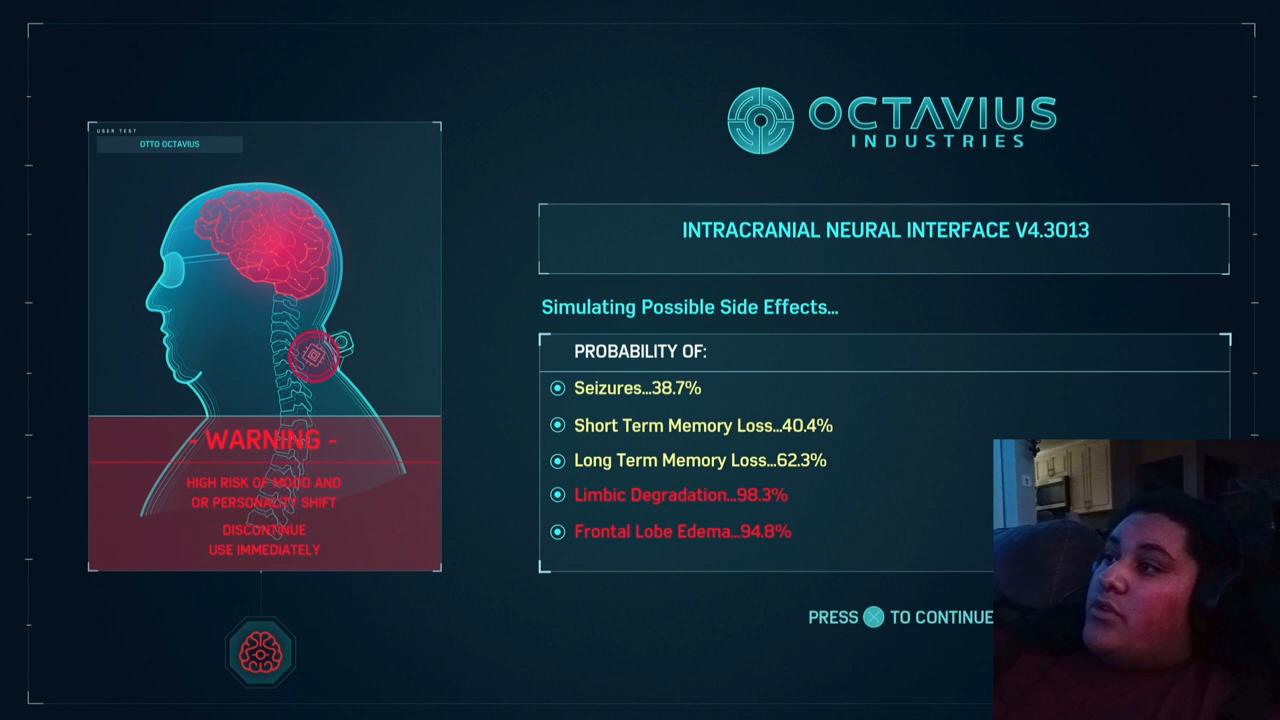 USER TEST
OTTO OCTAVIUS
- WARNING -
HIGH RISK OF MOOD AND
OR PERSONALITY SHIFT
DISCONTINUE
USE IMMEDIATELY
OCTAVIUS
INDUSTRIES
INTRACRANIAL NEURAL INTERFACE V4.3013
Simulating Possible Side Effects...
PROBABILITY OF:
Seizures...38.7%
Short Term Memory Loss...40.4%
Long Term Memory Loss...62.3%
Limbic Degradation...98.3%
Frontal Lobe Edema...94.8%
PRESS TO CONTINUE